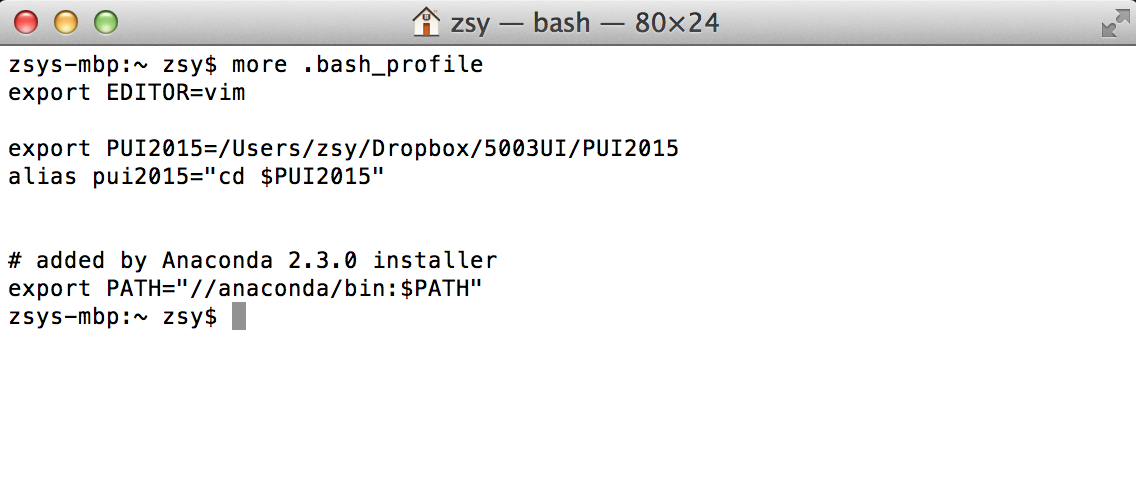 zsy — bash — 80×24
zsys-mbp:~ zsy$ more .bash_profile
export EDITOR=vim
export PUI2015=/Users/zsy/Dropbox/5003UI/PUI2015
alias pui2015="cd $PUI2015"
# added by Anaconda 2.3.0 installer
export PATH="//anaconda/bin:$PATH"
zsys-mbp:~ zsy$